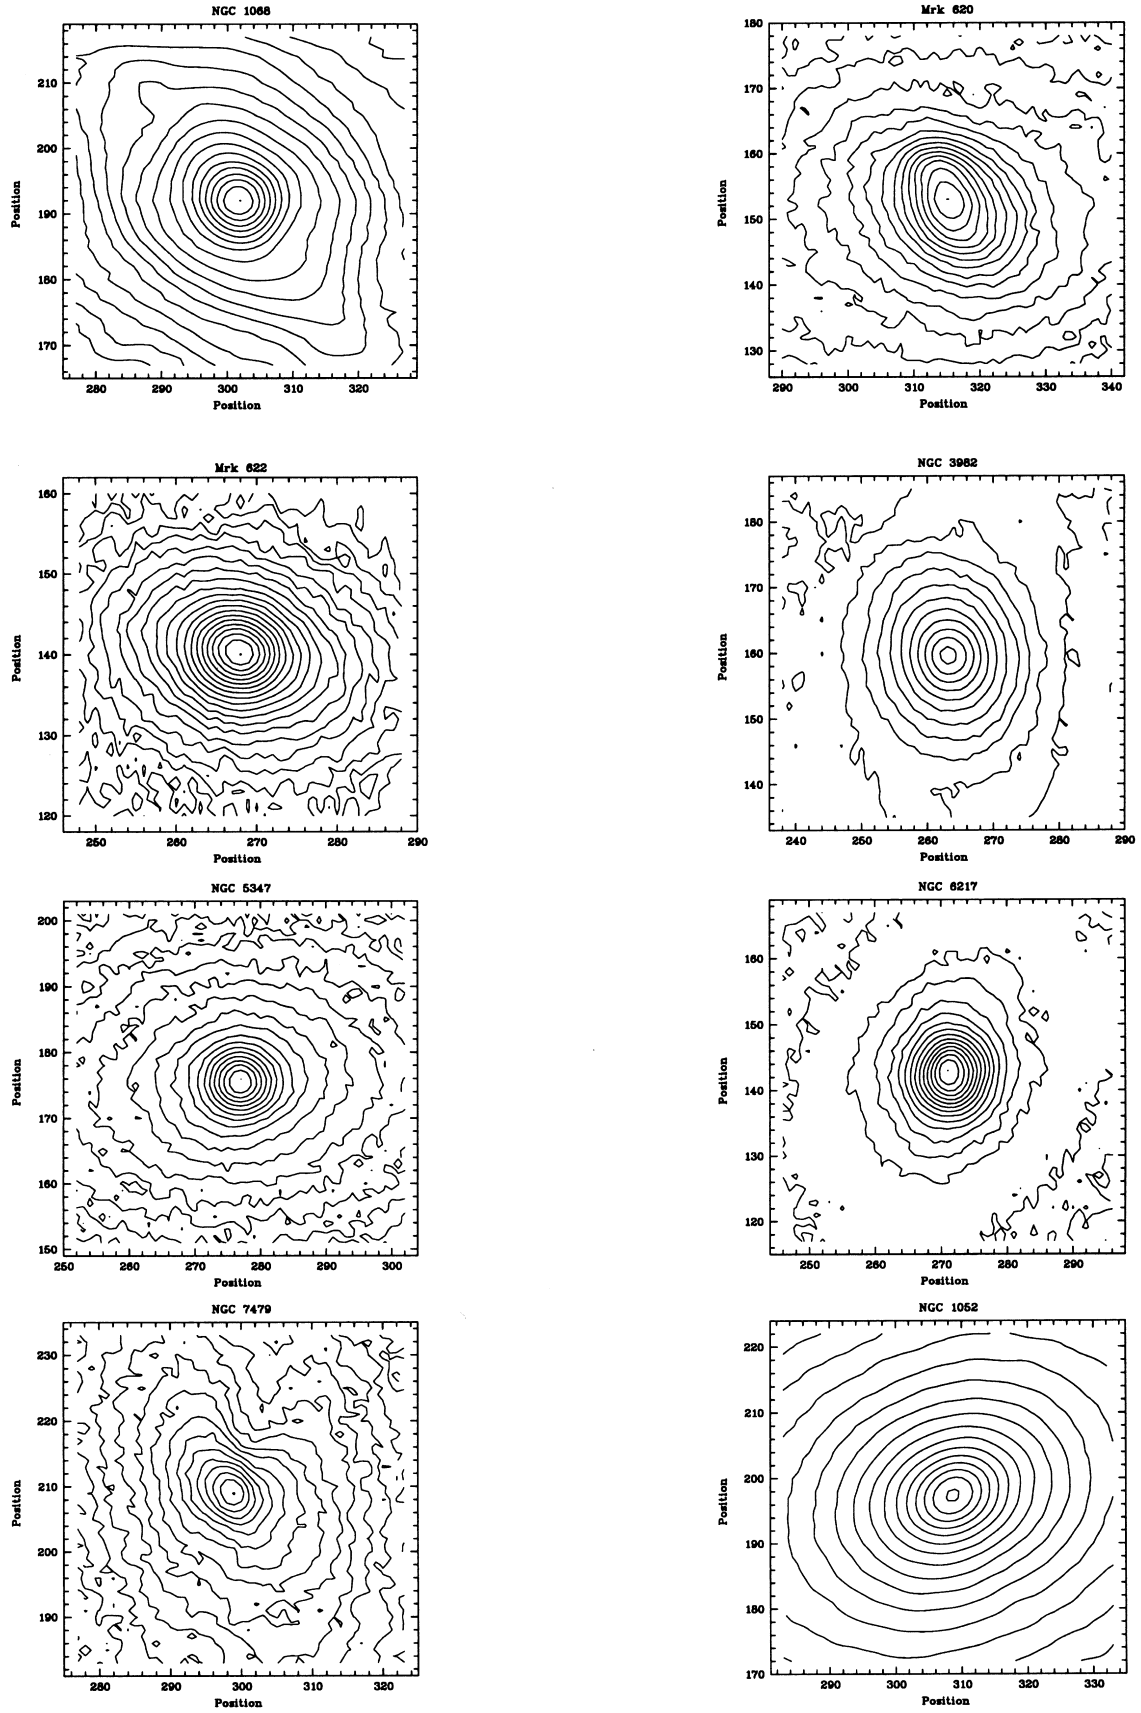 NGC 1068
210
200
190
180
170
280 290 300 310 320
Position
Position
Mrk 620
180
170
160
150
140
130
290 300 310 320 330 340
Position
Position
Mrk 622
160
150
140
130
120
250 260 270 280 290
Position
Position
NGC 3982
180
170
160
150
140
240 250 260 270 280 290
Position
Position
NGC 5347
200
190
180
170
160
150
250 260 270 280 290 300
Position
Position
NGC 6217
160
150
140
130
120
250 260 270 280 290
Position
Position
NGC 7479
230
220
210
200
190
280 290 300 310 320
Position
Position
NGC 1052
220
210
200
190
180
170
290 300 310 320 330
Position
Position